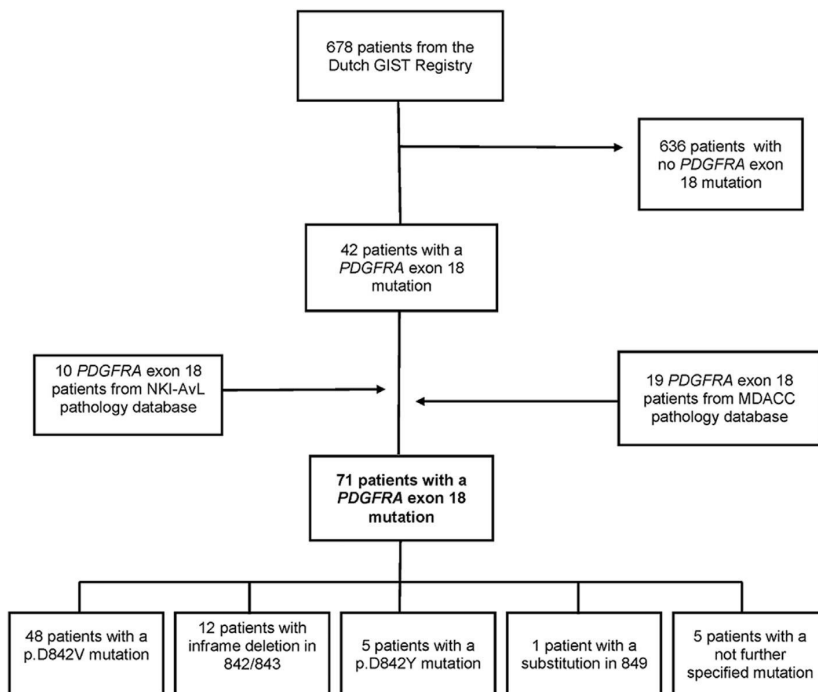 678 patients from the
Dutch GIST Registry
636 patients with
no PDGFRA exon
18 mutation
42 patients with a
PDGFRA exon 18
mutation
10 PDGFRA exon 18
patients from NKI-AvL
pathology database
19 PDGFRA exon 18
patients from MDACC
pathology database
71 patients with a
PDGFRA exon 18
mutation
48 patients with a
p.D842V mutation
12 patients with
inframe deletion in
842/843
5 patients with a
p.D842Y mutation
1 patient with a
substitution in 849
5 patients with a
not further
specified mutation